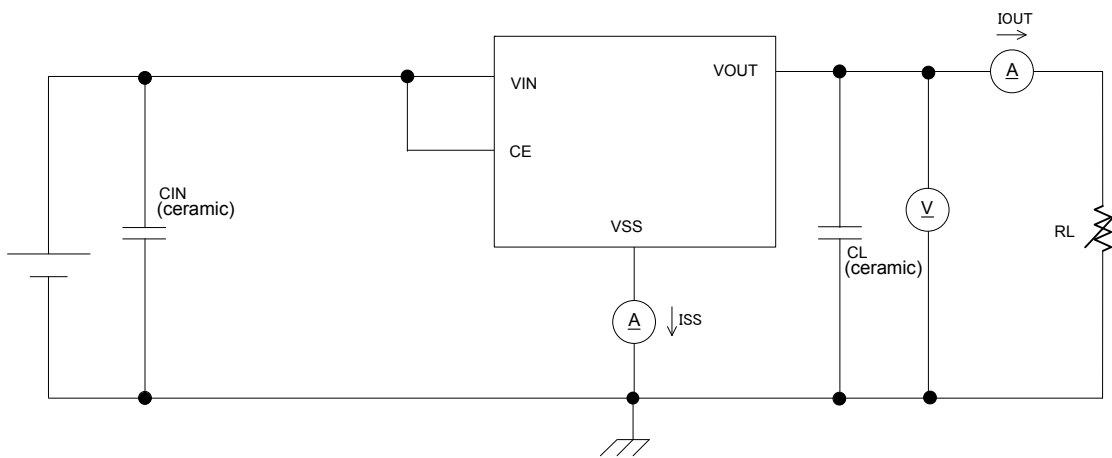 IOUT
A
VIN
VOUT
CE
CIN
(ceramic)
V
VSS
RL
CL
(ceramic)
A
ISS